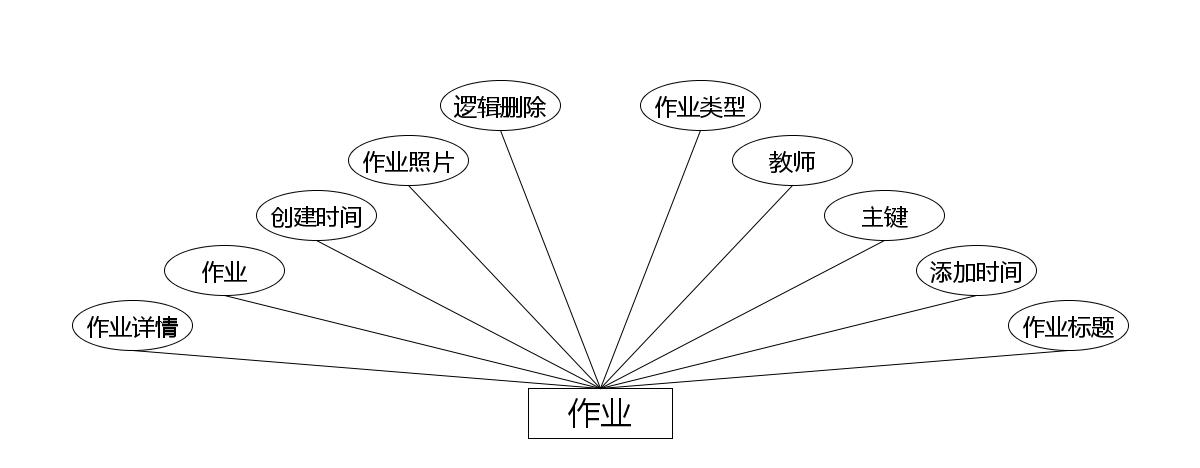 逻辑删除
作业类型
作业照片
教师
创建时间
主键
作业
添加时间
作业详情
作业标题
作业